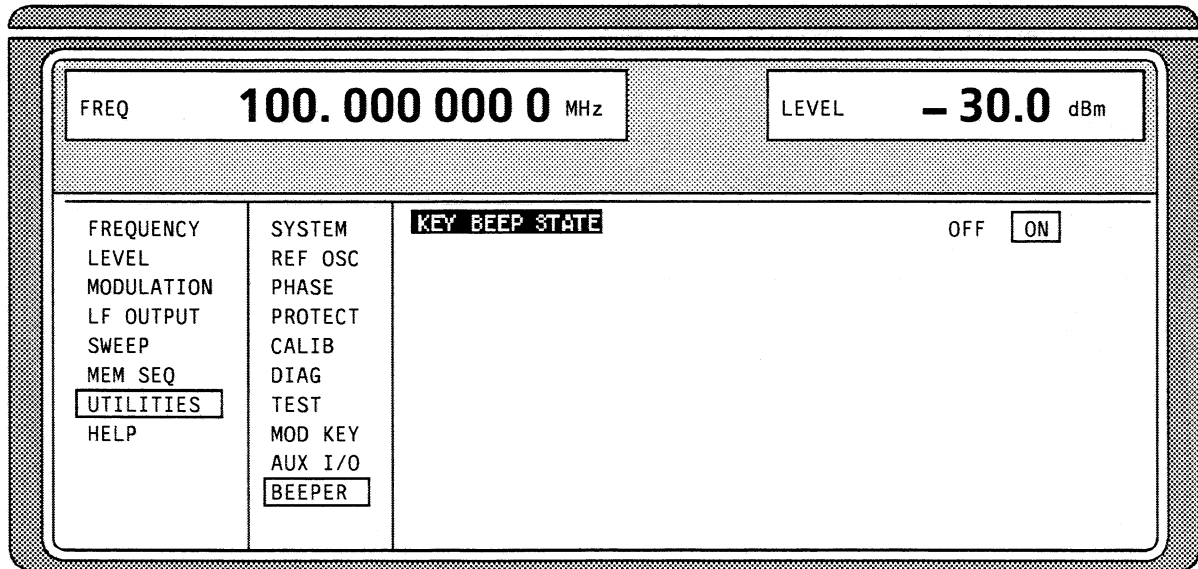 FREQ 100. 000 000 0 MHz LEVEL – 30.0 dBm
FREQUENCY
LEVEL
MODULATION
LF OUTPUT
SWEEP
MEM SEQ
UTILITIES
HELP
SYSTEM
REF OSC
PHASE
PROTECT
CALIB
DIAG
TEST
MOD KEY
AUX I/O
BEEPER
KEY BEEP STATE OFF ON